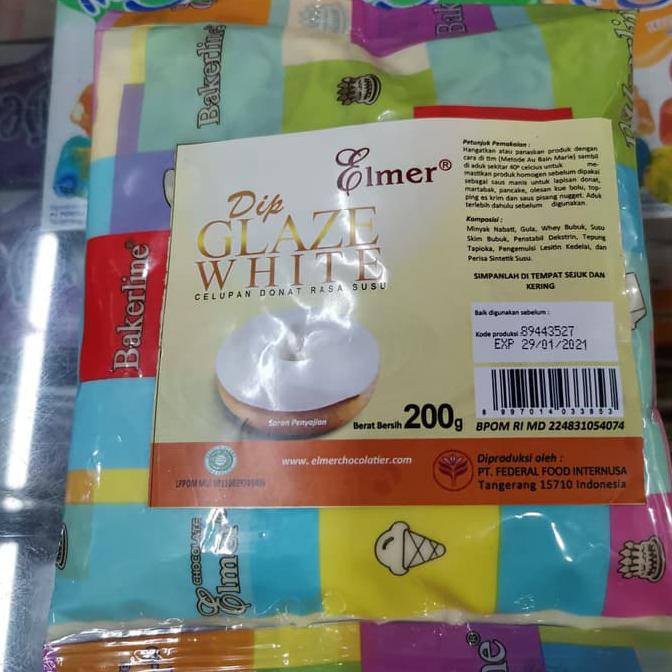 Bakerline
Elmer®
Dip
GLAZE
WHITE
CELUPAN DONAT RASA SUSU
Saran Penyajian
Berat Bersih 200g
Petunjuk Pemakaian :
Hangatkan atau panaskan produk dengan
cara di tim (Metode Au Bain Marie) sambil
di aduk sekitar 40° celcius untuk me-
mastikan produk homogen sebelum dipakai
sebagai saus manis untuk lapisan donat,
martabak, pancake, olesan kue bolu, top-
ping es krim dan saus pisang nugget. Aduk
terlebih dahulu sebelum digunakan.
Komposisi :
Minyak Nabati, Gula, Whey Bubuk, Susu
Skim Bubuk, Penstabil Dekstrin, Tepung
Tapioka, Pengemulsi Lesitin Kedelai, dan
Perisa Sintetik Susu.
SIMPANLAH DI TEMPAT SEJUK DAN
KERING
Baik digunakan sebelum :
Kode produksi 89443527
EXP 29/01/2021
8 997014 033853
BPOM RI MD 224831054074
www. elmerchocolatier.com
Diproduksi oleh :
PT. FEDERAL FOOD INTERNUSA
Tangerang 15710 Indonesia
Bakerline®
CHOCOLATE